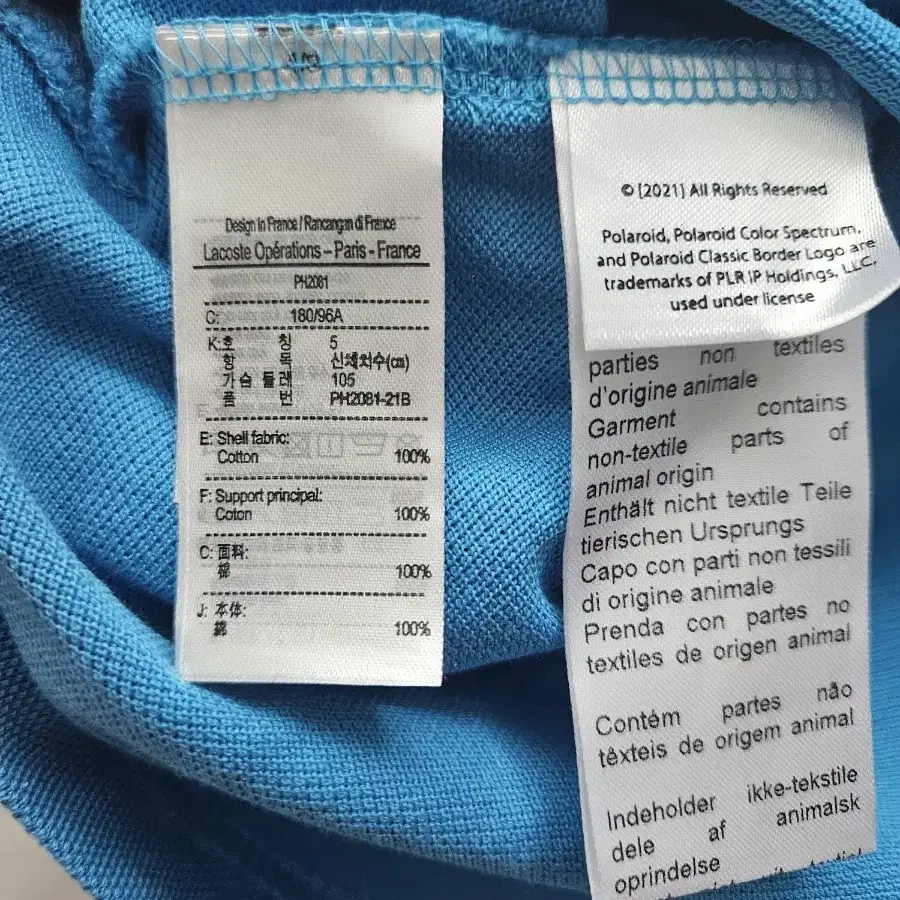 Design in France / Rancangan di France
Lacoste Opérations – Paris - France
PH2081
C: 180/96A
K: 호 칭 5
항 목 신체치수(㎝)
가슴둘레 105
품 번 PH2081-21B
E: Shell fabric:
Cotton 100%
F: Support principal:
Coton 100%
C: 面料:
棉 100%
J: 本体:
綿 100%
© [2021] All Rights Reserved
Polaroid, Polaroid Color Spectrum,
and Polaroid Classic Border Logo are
trademarks of PLR IP Holdings, LLC,
used under license
parties non textiles
d'origine animale
Garment contains
non-textile parts of
animal origin
Enthält nicht textile Teile
tierischen Ursprungs
Capo con parti non tessili
di origine animale
Prenda con partes no
textiles de origen animal
Contém partes não
têxteis de origem animal
Indeholder ikke-tekstile
dele af animalsk
oprindelse